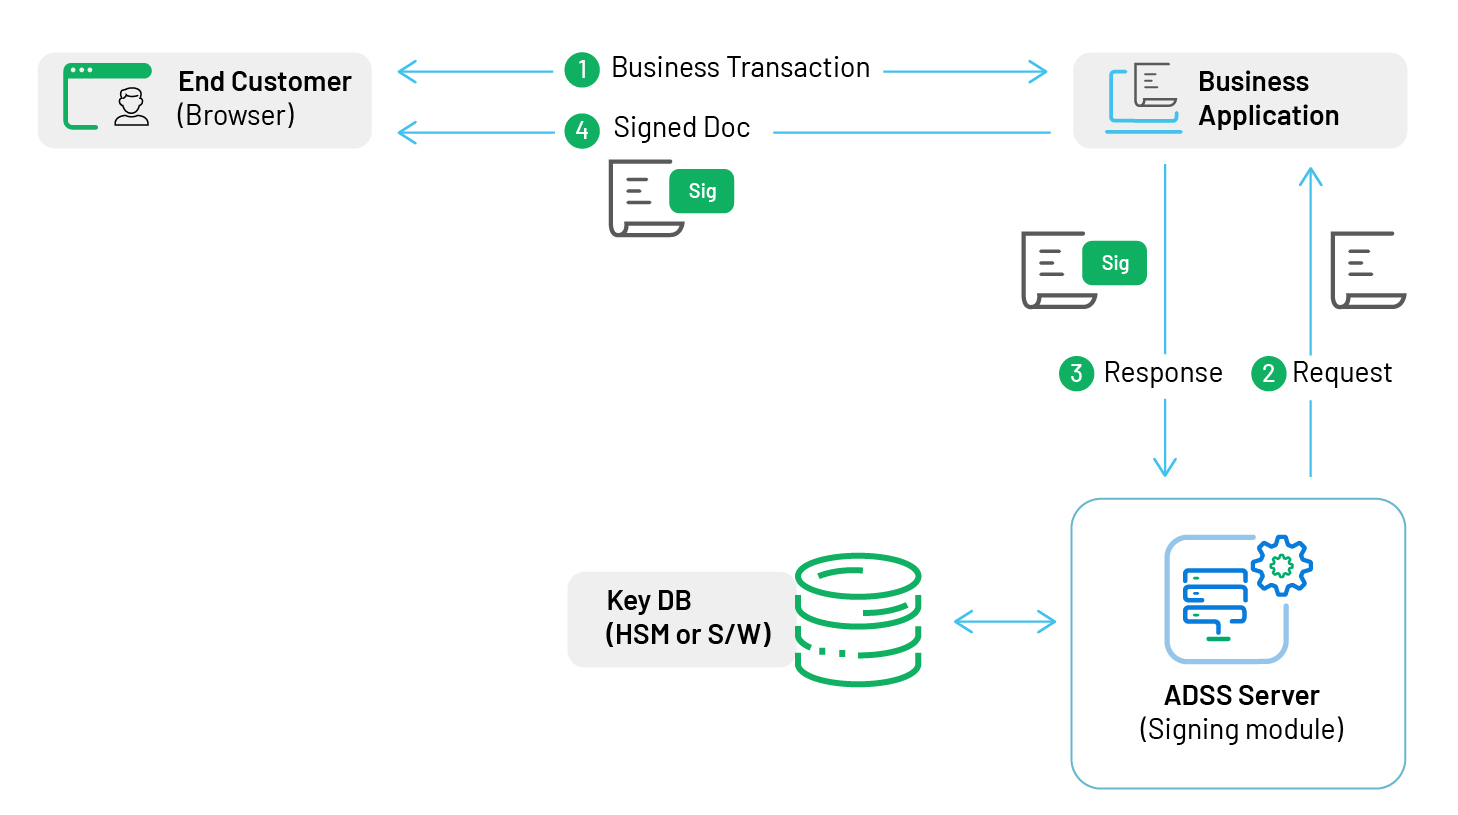 End Customer
(Browser)
1 Business Transaction
4 Signed Doc
Sig
Business
Application
Sig
3 Response
2 Request
Key DB
(HSM or S/W)
ADSS Server
(Signing module)